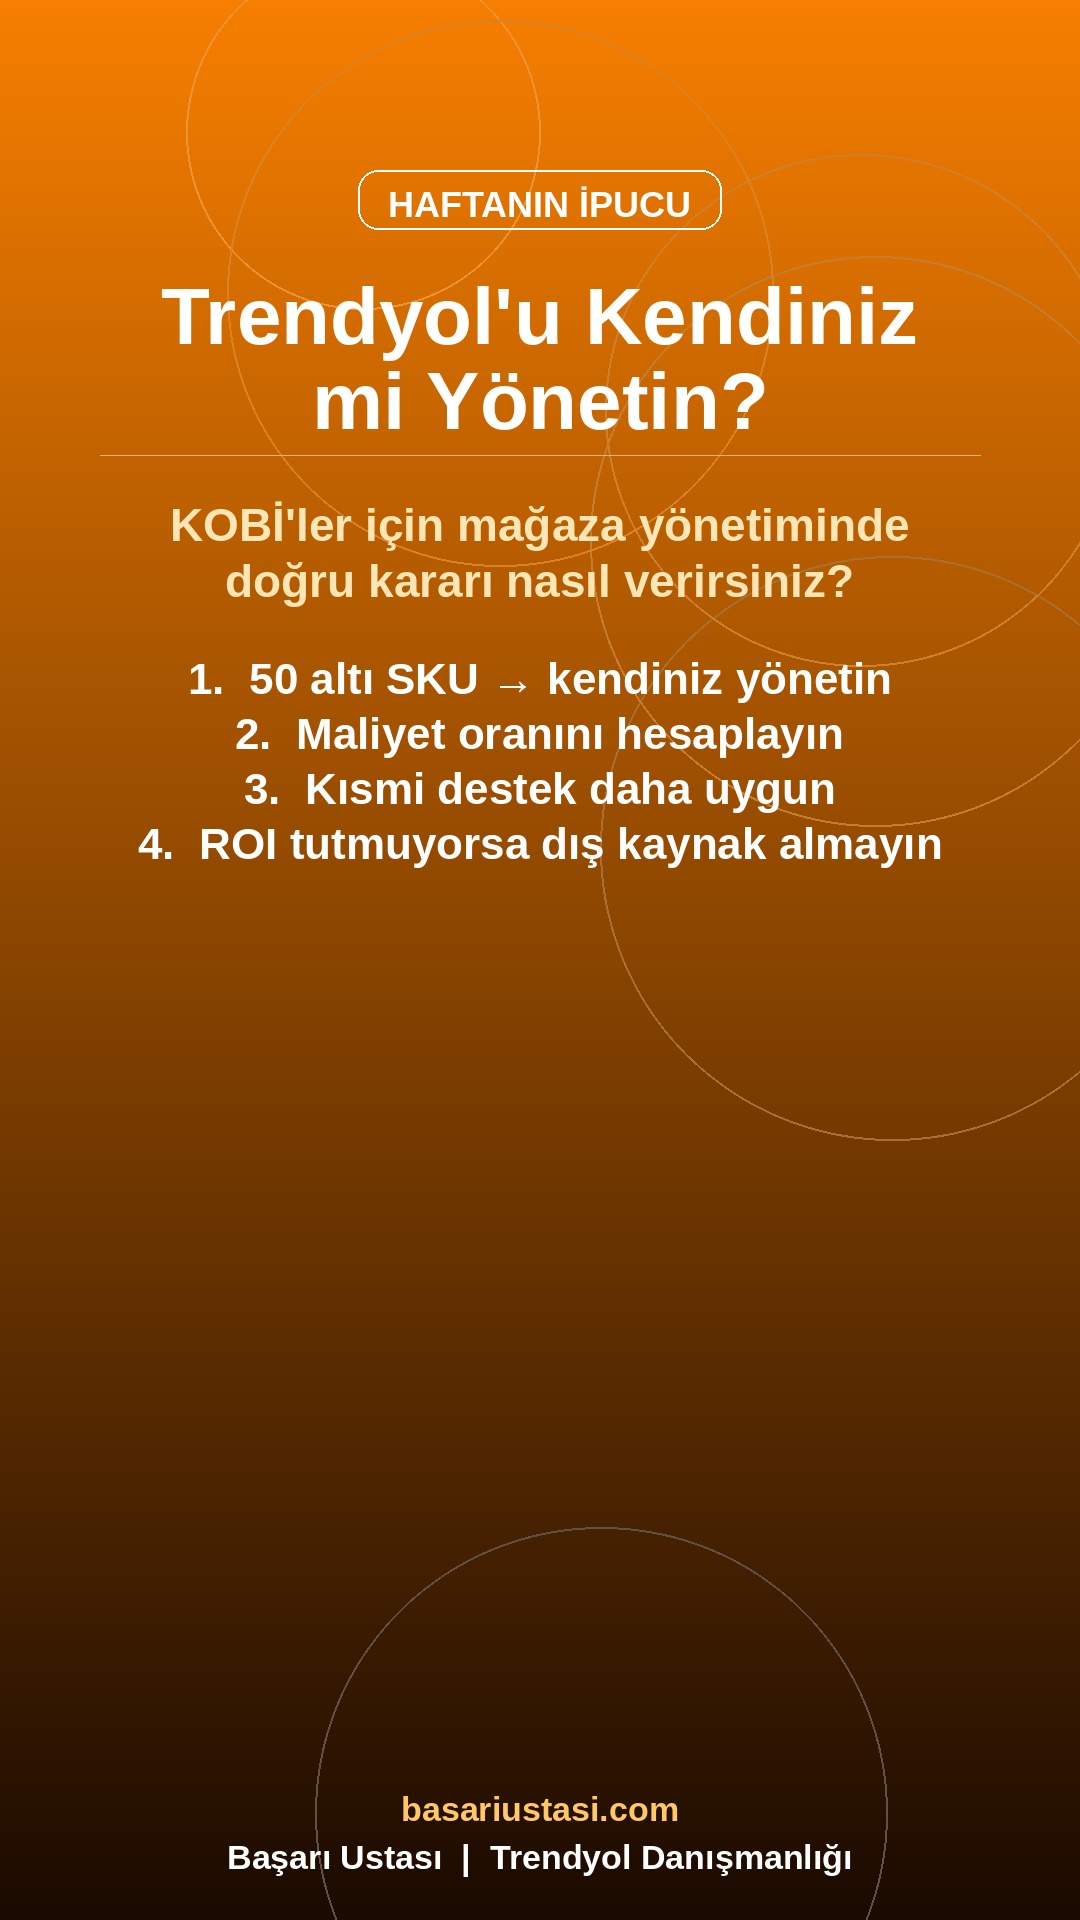 HAFTANIN İPUCU
Trendyol'u Kendiniz
mi Yönetin?
KOBİ'ler için mağaza yönetiminde
doğru kararı nasıl verirsiniz?
1. 50 altı SKU → kendiniz yönetin
2. Maliyet oranını hesaplayın
3. Kısmi destek daha uygun
4. ROI tutmuyorsa dış kaynak almayın
basariustasi.com
Başarı Ustası | Trendyol Danışmanlığı